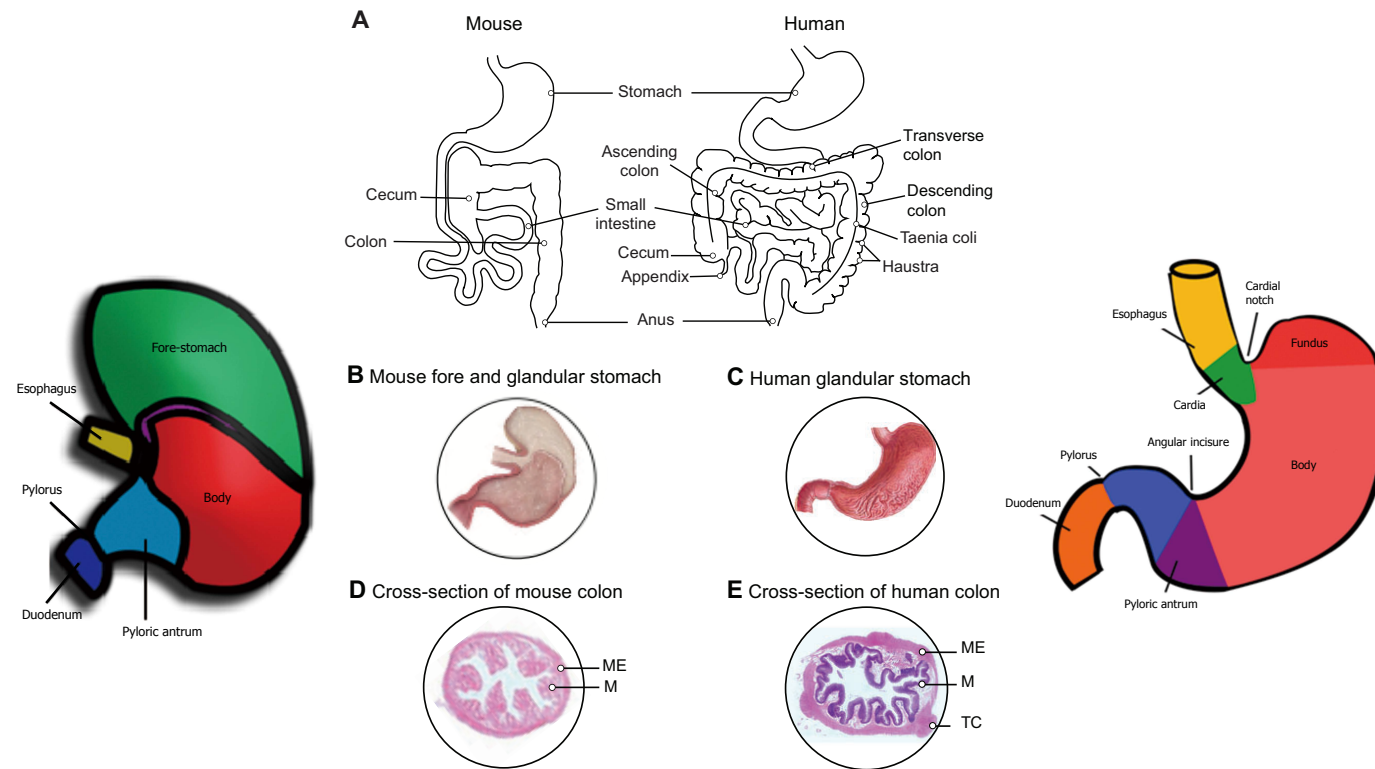 A
Mouse
Human
Stomach
Transverse
colon
Ascending
colon
Cecum
Descending
colon
Small
intestine
Colon
Taenia coli
Cecum
Haustra
Appendix
Anus
Fore-stomach
Esophagus
Pylorus
Body
Duodenum
Pyloric antrum
B Mouse fore and glandular stomach
C Human glandular stomach
D Cross-section of mouse colon
ME
M
E Cross-section of human colon
ME
M
TC
Cardial
notch
Esophagus
Fundus
Cardia
Angular incisure
Pylorus
Body
Duodenum
Pyloric antrum